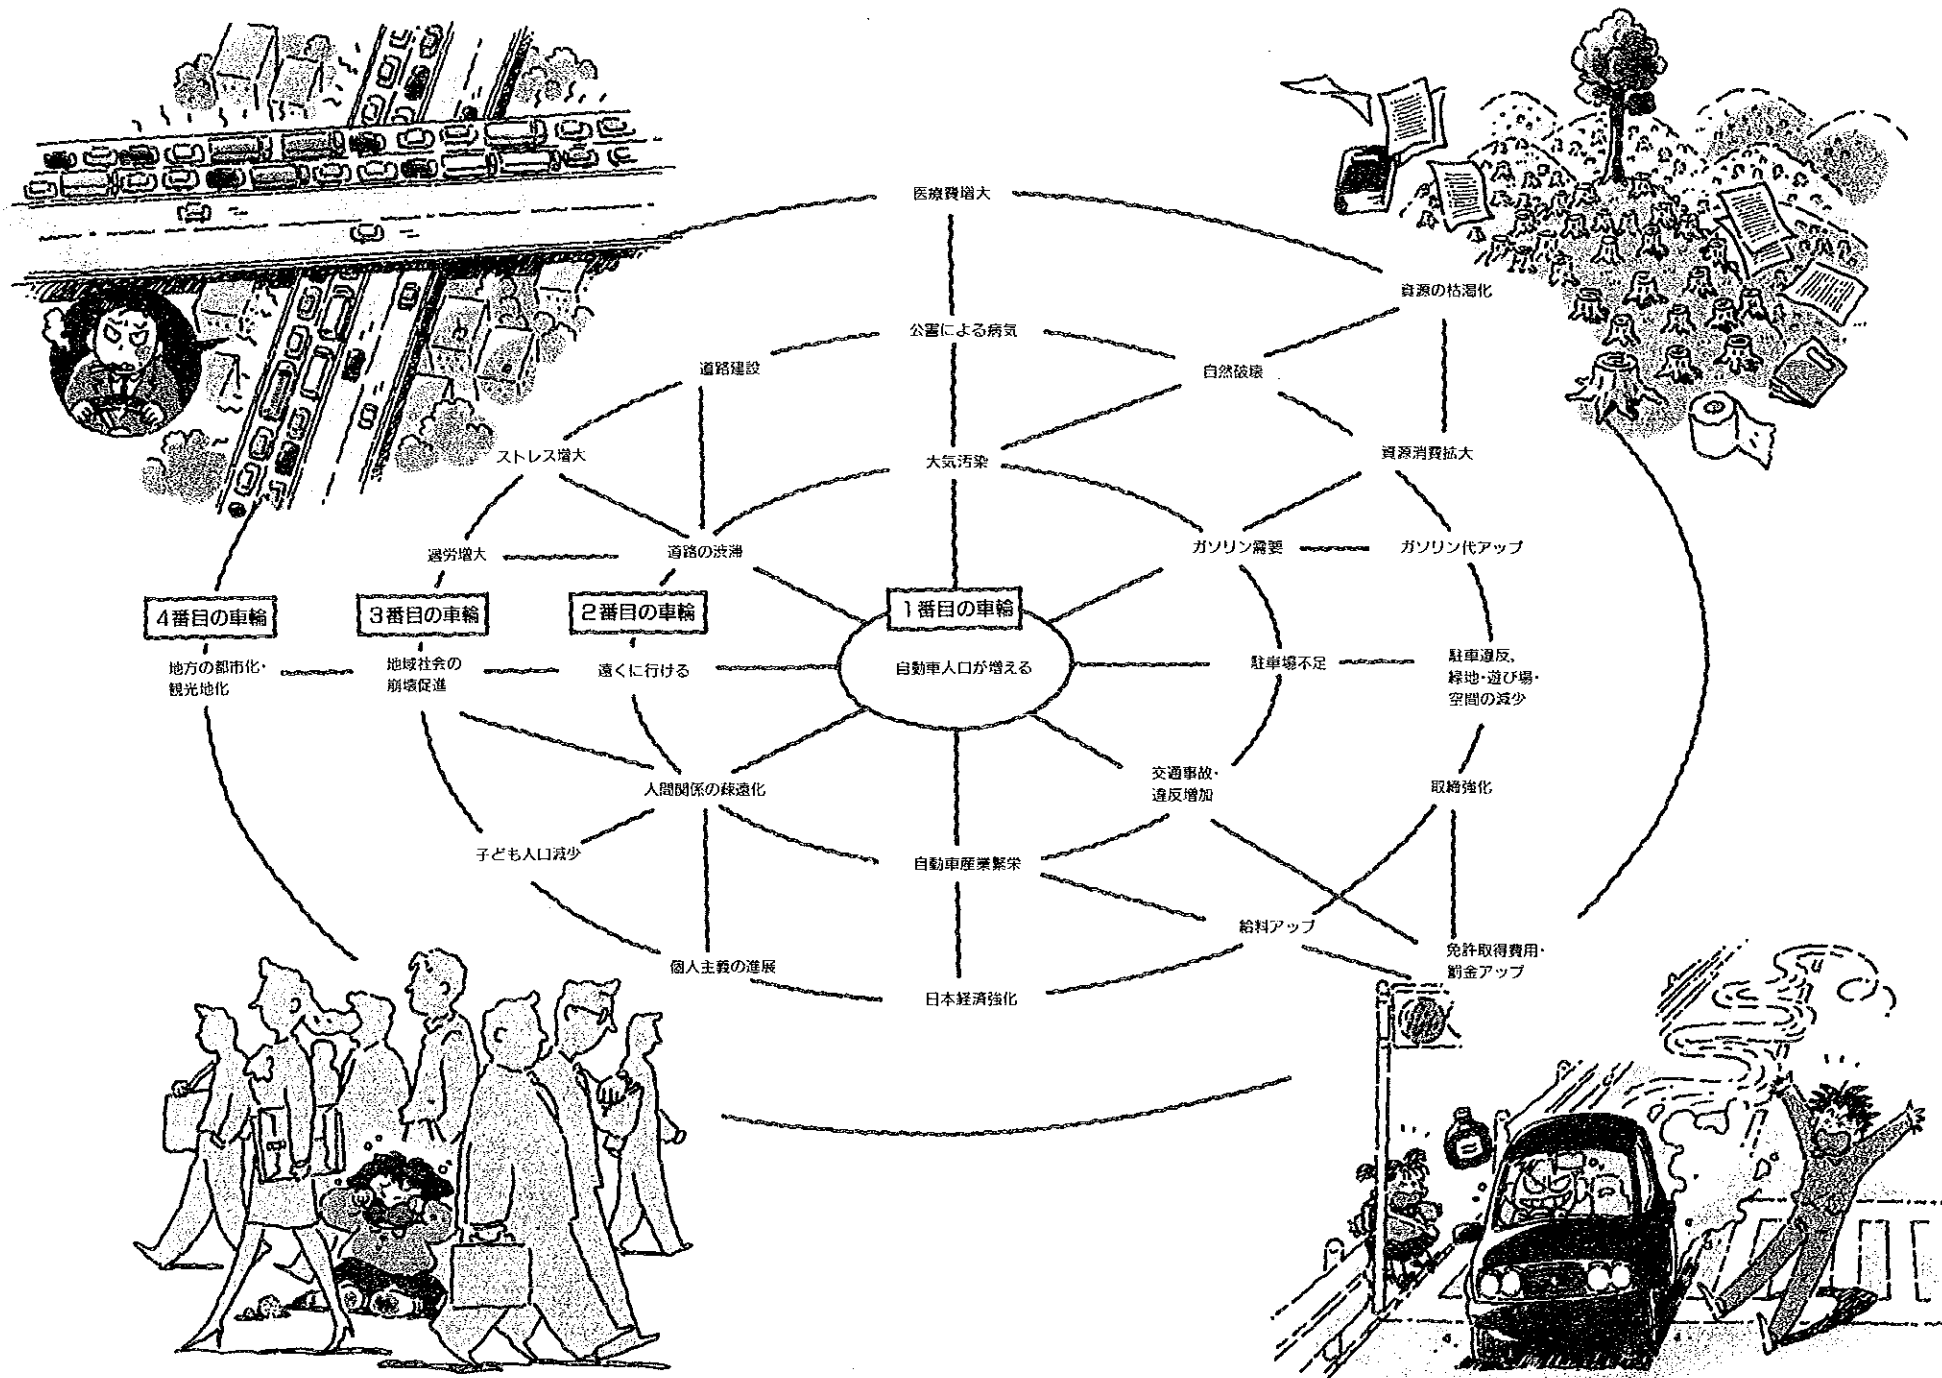 医療費増大
資源の枯渇化
公害による病気
道路建設
自然破壊
ストレス増大
大気汚染
資源消費拡大
過労増大
道路の渋滞
ガソリン需要
ガソリン代アップ
4番目の車輪
3番目の車輪
2番目の車輪
1番目の車輪
地方の都市化・
観光地化
地域社会の
崩壊促進
遠くに行ける
自動車人口が増える
駐車場不足
駐車違反,
緑地・遊び場・
空間の減少
人間関係の疎遠化
交通事故・
違反増加
取締強化
子ども人口減少
自動車産業繁栄
給料アップ
個人主義の進展
日本経済強化
免許取得費用・
罰金アップ